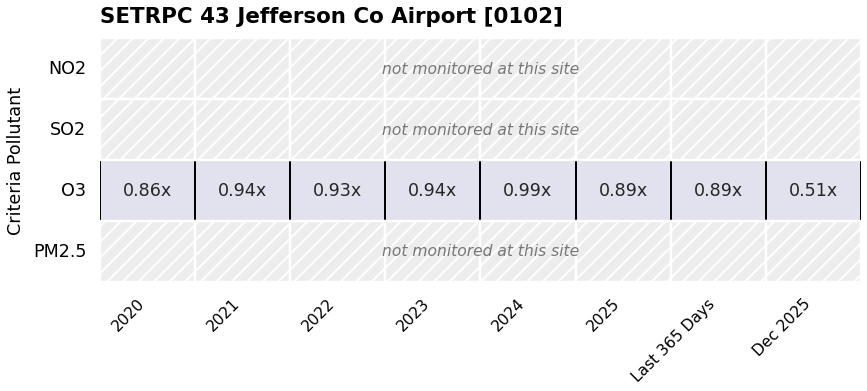 SETRPC 43 Jefferson Co Airport [0102]
Criteria Pollutant
NO2 not monitored at this site
SO2 not monitored at this site
O3 0.86x 0.94x 0.93x 0.94x 0.99x 0.89x 0.89x 0.51x
PM2.5 not monitored at this site
2020 2021 2022 2023 2024 2025 Last 365 Days Dec 2025